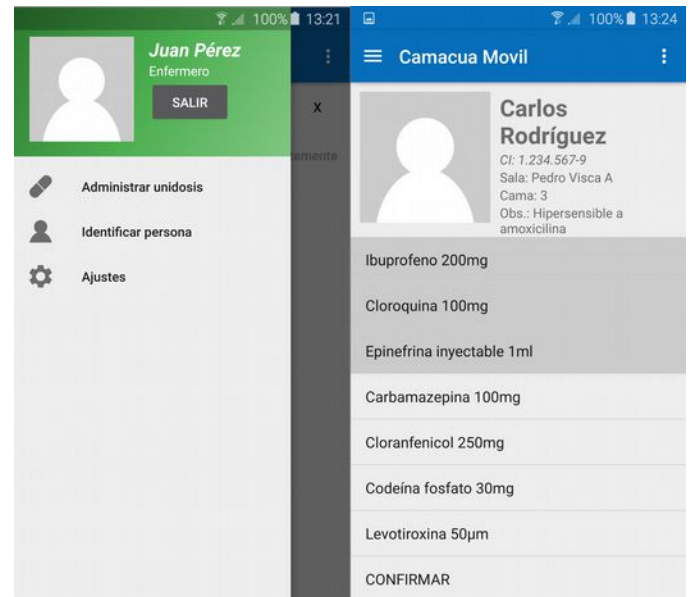 100% 13:21
Juan Pérez
Enfermero
SALIR
X
emente
Administrar unidosis
Identificar persona
Ajustes
100% 13:24
Camacua Movil
Carlos
Rodríguez
CI: 1.234.567-9
Sala: Pedro Visca A
Cama: 3
Obs.: Hipersensible a
amoxicilina
Ibuprofeno 200mg
Cloroquina 100mg
Epinefrina inyectable 1ml
Carbamazepina 100mg
Cloranfenicol 250mg
Codeína fosfato 30mg
Levotiroxina 50μm
CONFIRMAR